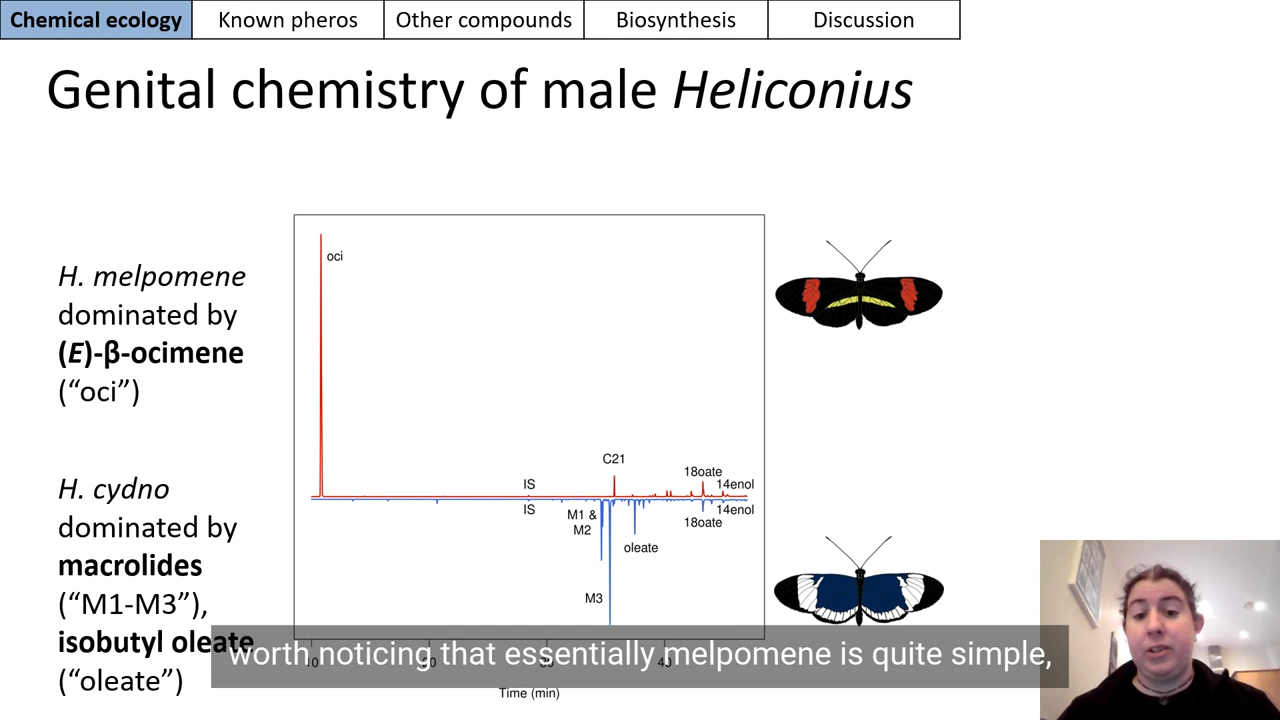 Chemical ecology
Known pheros
Other compounds
Biosynthesis
Discussion
Genital chemistry of male Heliconius
H. melpomene
dominated by
(E)-β-ocimene
(“oci”)
H. cydno
dominated by
macrolides
(“M1-M3”),
isobutyl oleate
(“oleate”)
oci
C21
IS
18oate
14enol
IS
M1 &
M2
14enol
18oate
oleate
M3
Time (min)
worth noticing that essentially melpomene is quite simple,